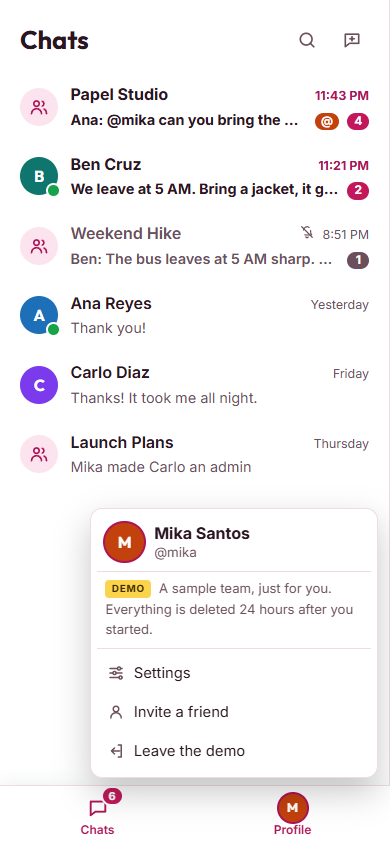 Chats
Papel Studio
11:43 PM
Ana: @mika can you bring the ...
@
4
B
Ben Cruz
11:21 PM
We leave at 5 AM. Bring a jacket, it g...
2
Weekend Hike
8:51 PM
Ben: The bus leaves at 5 AM sharp. ...
1
A
Ana Reyes
Yesterday
Thank you!
C
Carlo Diaz
Friday
Thanks! It took me all night.
Launch Plans
Thursday
Mika made Carlo an admin
M
Mika Santos
@mika
DEMO A sample team, just for you.
Everything is deleted 24 hours after you
started.
Settings
Invite a friend
Leave the demo
6
Chats
M
Profile